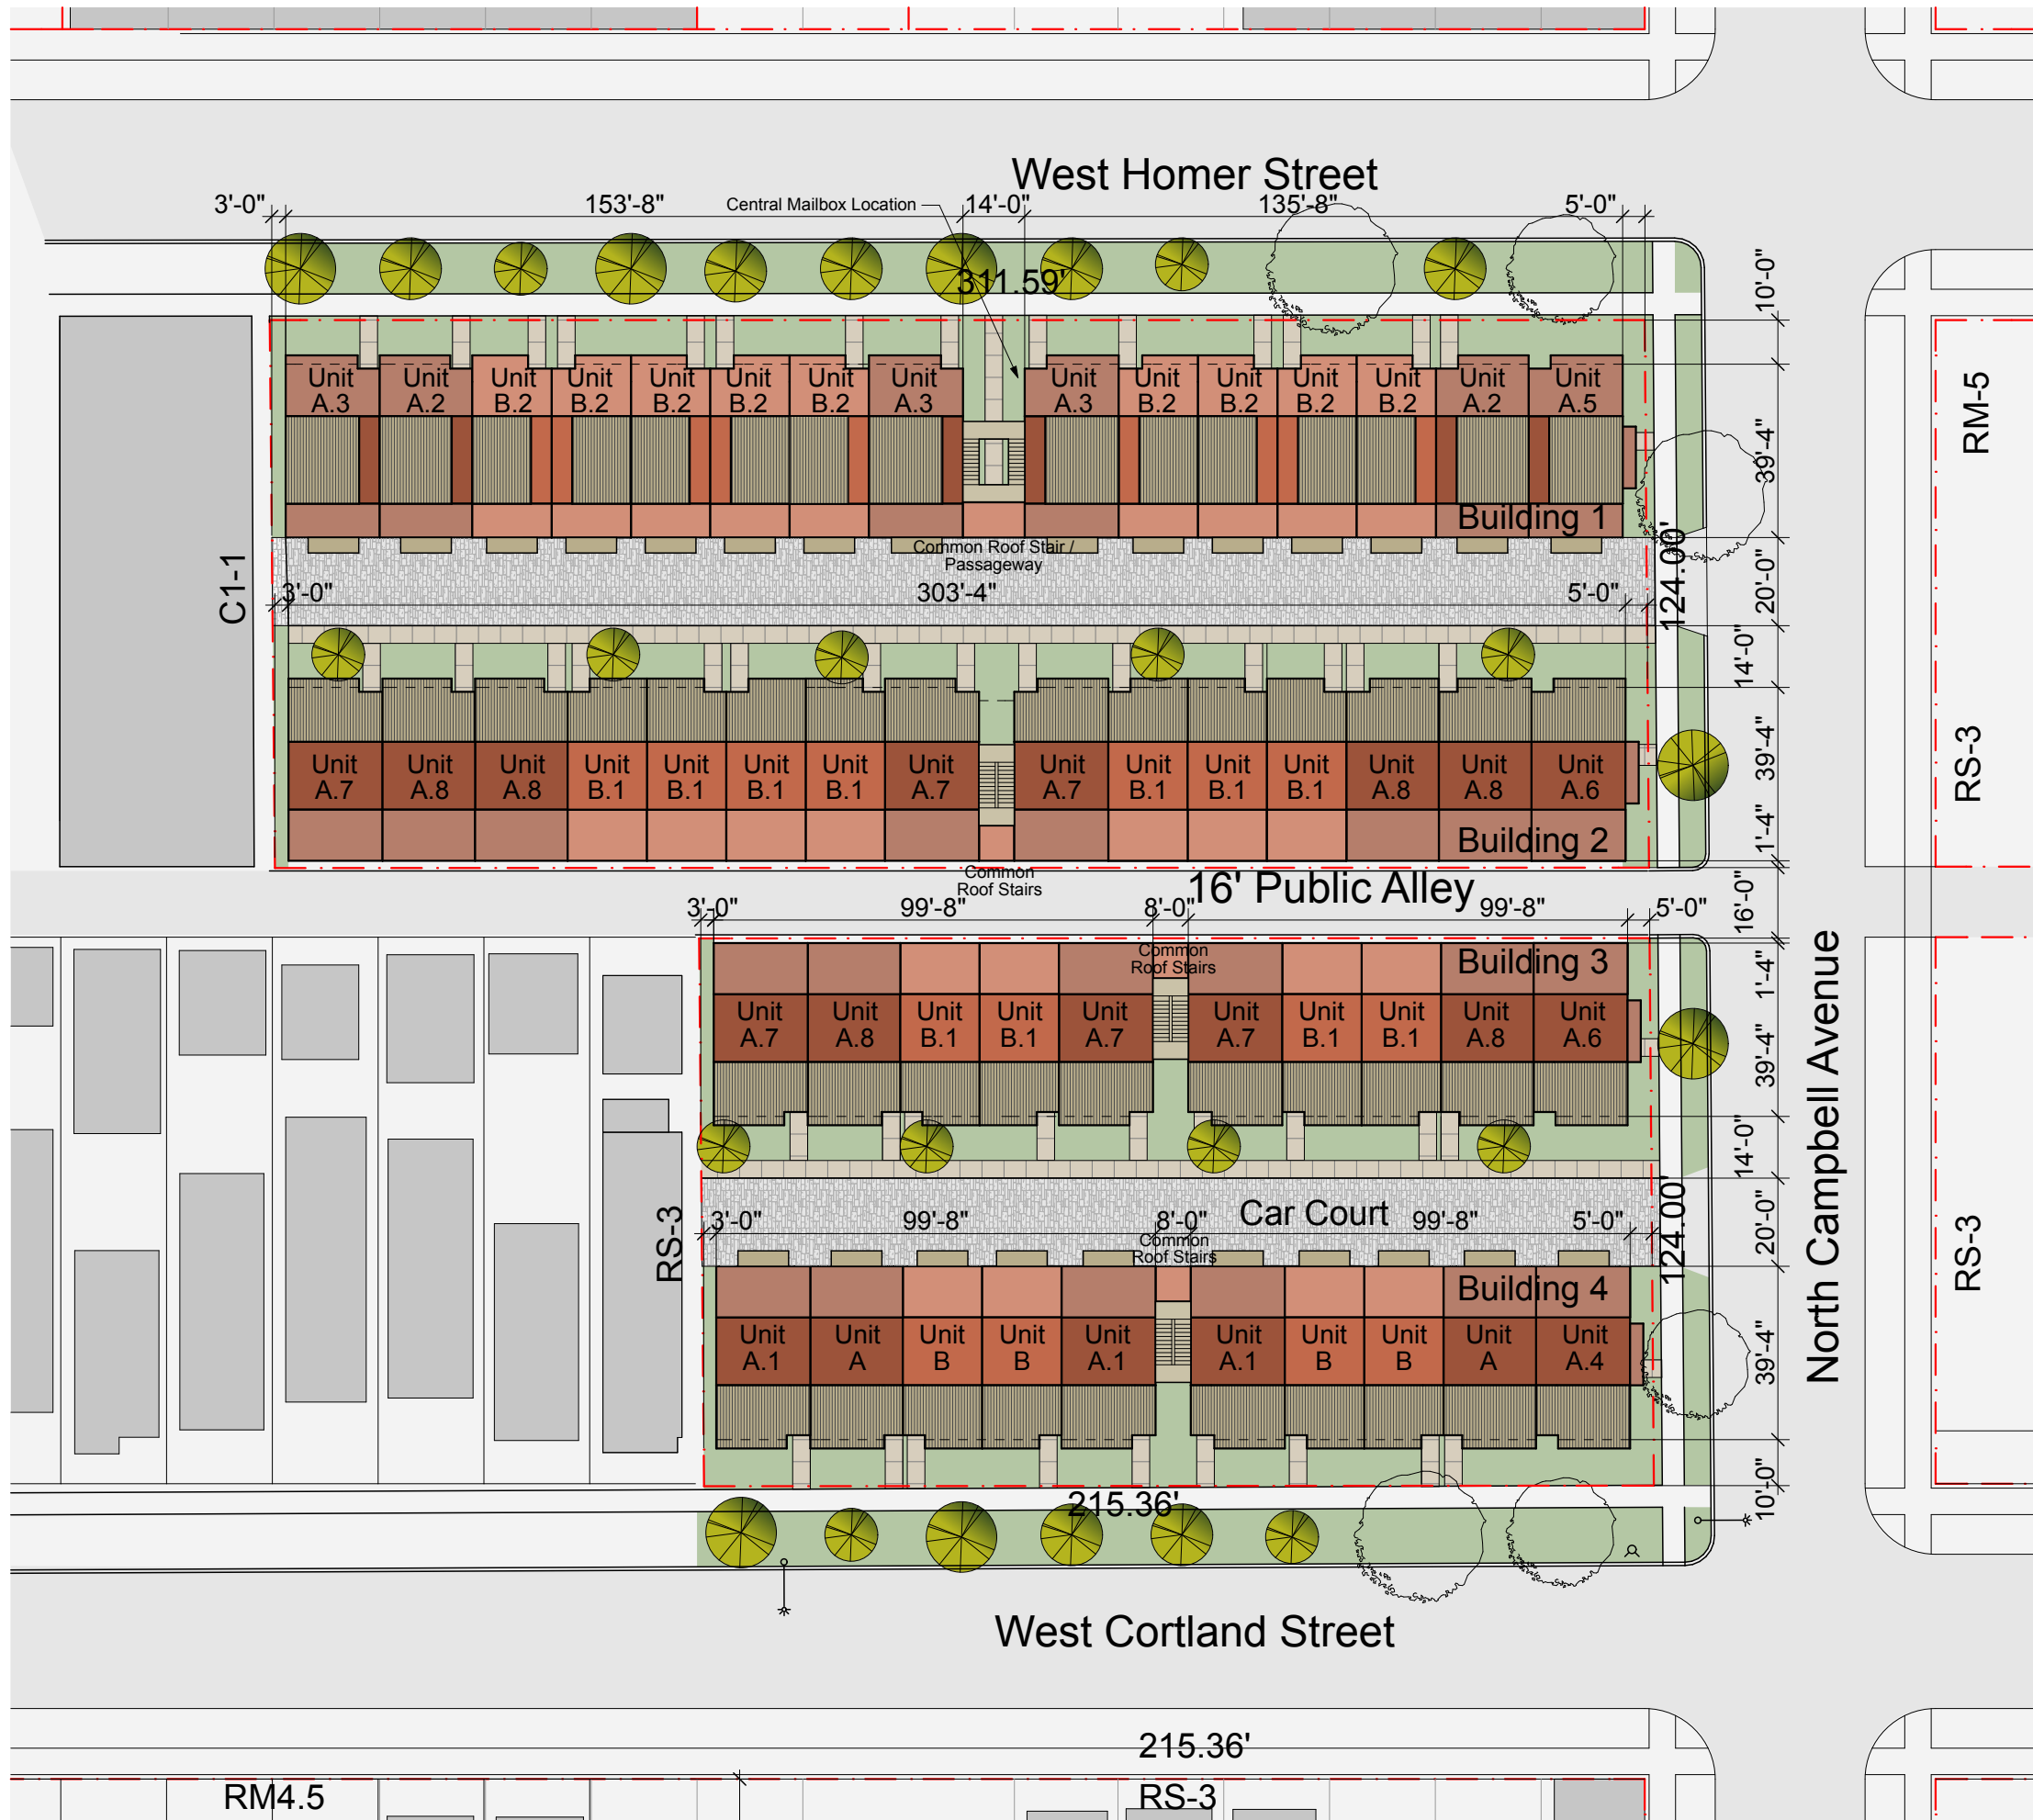 West Homer Street
3'-0"
153'-8"
Central Mailbox Location
14'-0"
135'-8"
5'-0"
311.59'
10'-0"
Unit
A.3
Unit
A.2
Unit
B.2
Unit
B.2
Unit
B.2
Unit
B.2
Unit
B.2
Unit
A.3
Unit
A.3
Unit
B.2
Unit
B.2
Unit
B.2
Unit
B.2
Unit
A.2
Unit
A.5
RM-5
39'-4"
Building 1
Common Roof Stair /
Passageway
C1-1
3'-0"
303'-4"
5'-0"
124.00'
20'-0"
14'-0"
Unit
A.7
Unit
A.8
Unit
A.8
Unit
B.1
Unit
B.1
Unit
B.1
Unit
B.1
Unit
A.7
Unit
A.7
Unit
B.1
Unit
B.1
Unit
B.1
Unit
A.8
Unit
A.8
Unit
A.6
39'-4"
RS-3
Building 2
1'-4"
Common
Roof Stairs
16' Public Alley
16'-0"
3'-0"
99'-8"
8'-0"
99'-8"
5'-0"
Common
Roof Stairs
Building 3
1'-4"
Unit
A.7
Unit
A.8
Unit
B.1
Unit
B.1
Unit
A.7
Unit
A.7
Unit
B.1
Unit
B.1
Unit
A.8
Unit
A.6
39'-4"
North Campbell Avenue
14'-0"
RS-3
3'-0"
99'-8"
8'-0"
Car Court
99'-8"
5'-0"
124.00'
20'-0"
RS-3
Common
Roof Stairs
Building 4
Unit
A.1
Unit
A
Unit
B
Unit
B
Unit
A.1
Unit
A.1
Unit
B
Unit
B
Unit
A
Unit
A.4
39'-4"
215.36'
10'-0"
West Cortland Street
215.36'
RM4.5
RS-3